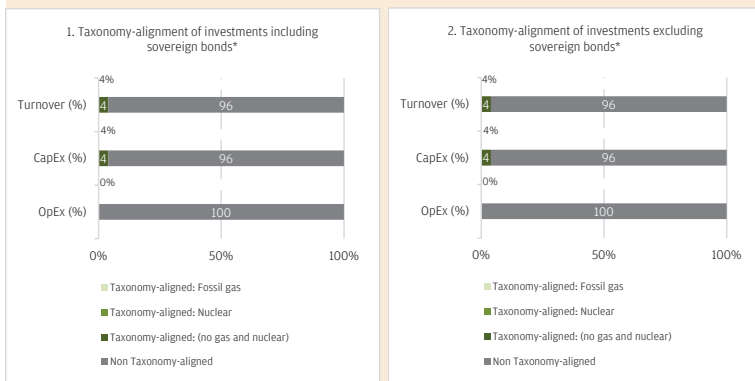 1. Taxonomy-alignment of investments including
sovereign bonds*
4%
Turnover (%) 4 96
4%
CapEx (%) 4 96
0%
OpEx (%) 100
0% 50% 100%
Taxonomy-aligned: Fossil gas
Taxonomy-aligned: Nuclear
Taxonomy-aligned: (no gas and nuclear)
Non Taxonomy-aligned
2. Taxonomy-alignment of investments excluding
sovereign bonds*
4%
Turnover (%) 4 96
4%
CapEx (%) 4 96
0%
OpEx (%) 100
0% 50% 100%
Taxonomy-aligned: Fossil gas
Taxonomy-aligned: Nuclear
Taxonomy-aligned: (no gas and nuclear)
Non Taxonomy-aligned